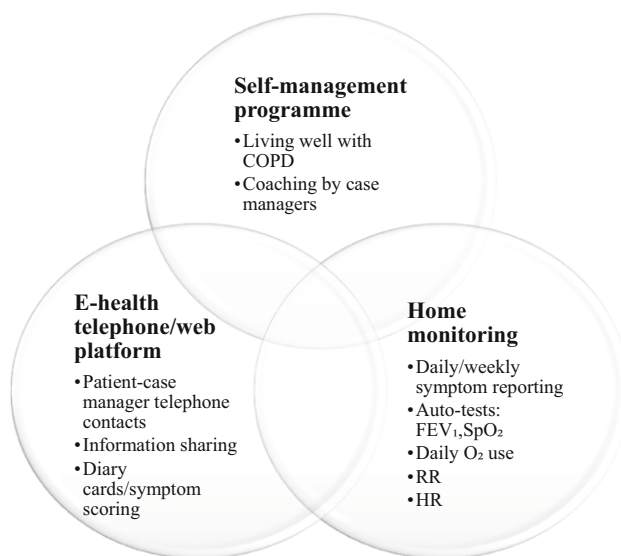 Self-management
programme
•Living well with
COPD
•Coaching by case
managers
E-health
telephone/web
platform
•Patient-case
manager telephone
contacts
•Information sharing
•Diary
cards/symptom
scoring
Home
monitoring
•Daily/weekly
symptom reporting
•Auto-tests:
FEV₁,SpO₂
•Daily O₂ use
•RR
•HR